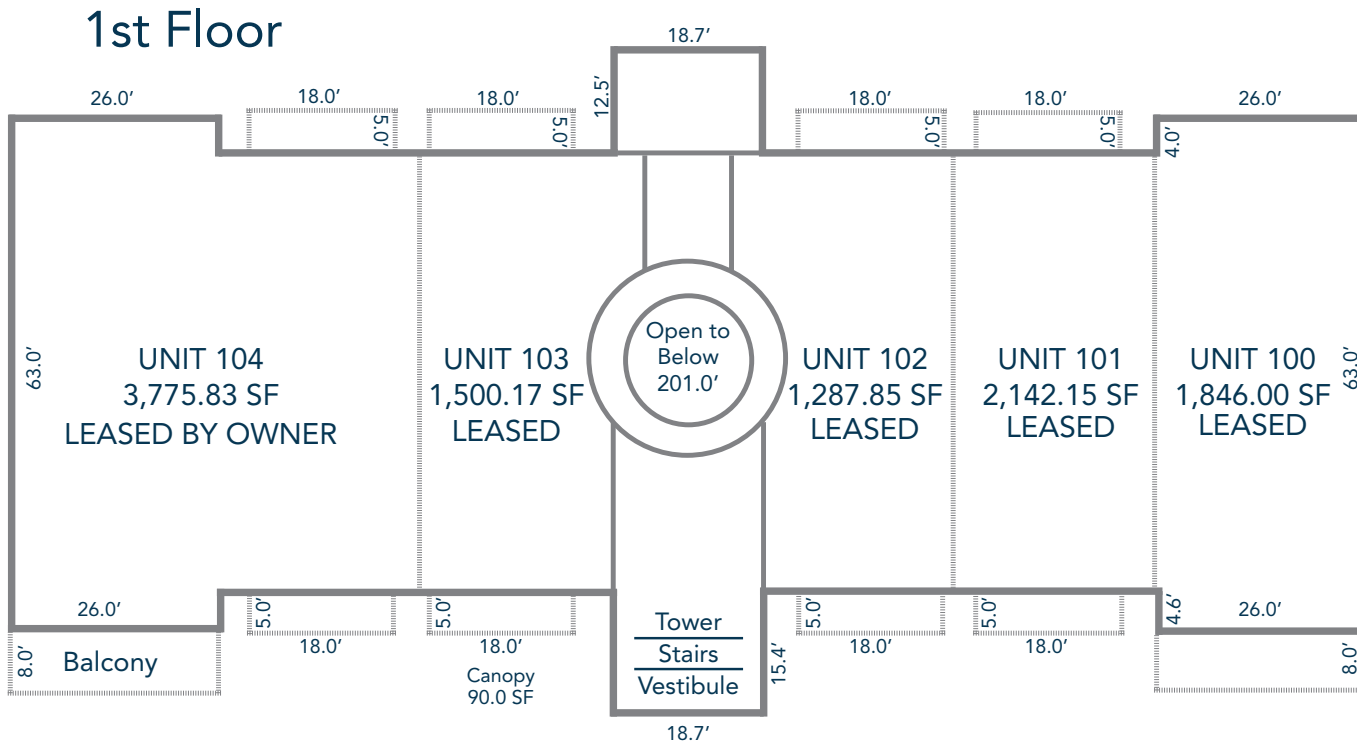 1st Floor
18.7’
26.0’
18.0’
18.0’
12.5’
18.0’
18.0’
26.0’
5.0’
5.0’
5.0’
5.0’
4.0’
63.0’
UNIT 104
3,775.83 SF
LEASED BY OWNER
UNIT 103
1,500.17 SF
LEASED
Open to
Below
201.0’
UNIT 102
1,287.85 SF
LEASED
UNIT 101
2,142.15 SF
LEASED
UNIT 100
1,846.00 SF
LEASED
63.0’
26.0’
5.0’
5.0’
5.0’
5.0’
4.6’
26.0’
8.0’
Balcony
18.0’
18.0’
Canopy
90.0 SF
Tower
Stairs
Vestibule
15.4’
18.0’
18.0’
8.0’
18.7’